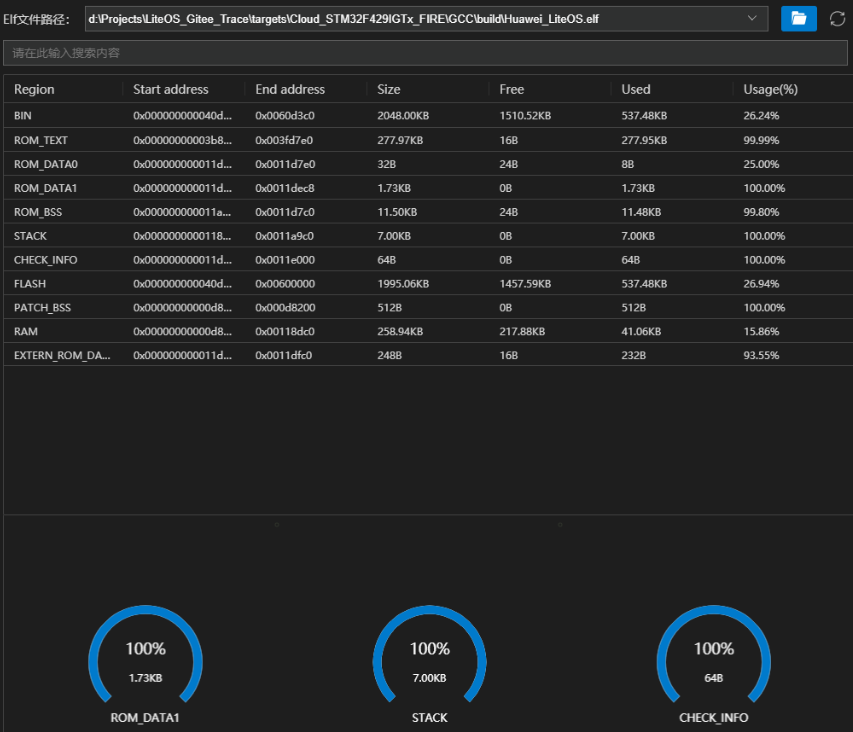 Elf文件路径： d:\Projects\LiteOS_Gitee_Trace\targets\Cloud_STM32F429IGTx_FIRE\GCC\build\Huawei_LiteOS.elf
请在此输入搜索内容
Region Start address End address Size Free Used Usage(%)
BIN 0x000000000040d... 0x0060d3c0 2048.00KB 1510.52KB 537.48KB 26.24%
ROM_TEXT 0x00000000003b8... 0x003fd7e0 277.97KB 16B 277.95KB 99.99%
ROM_DATA0 0x000000000011d... 0x0011d7e0 32B 24B 8B 25.00%
ROM_DATA1 0x000000000011d... 0x0011dec8 1.73KB 0B 1.73KB 100.00%
ROM_BSS 0x000000000011a... 0x0011d7c0 11.50KB 24B 11.48KB 99.80%
STACK 0x0000000000118... 0x0011a9c0 7.00KB 0B 7.00KB 100.00%
CHECK_INFO 0x000000000011d... 0x0011e000 64B 0B 64B 100.00%
FLASH 0x000000000040d... 0x00600000 1995.06KB 1457.59KB 537.48KB 26.94%
PATCH_BSS 0x00000000000d8... 0x000d8200 512B 0B 512B 100.00%
RAM 0x00000000000d8... 0x00118dc0 258.94KB 217.88KB 41.06KB 15.86%
EXTERN_ROM_DA... 0x000000000011d... 0x0011dfc0 248B 16B 232B 93.55%
100% 100% 100%
1.73KB 7.00KB 64B
ROM_DATA1 STACK CHECK_INFO